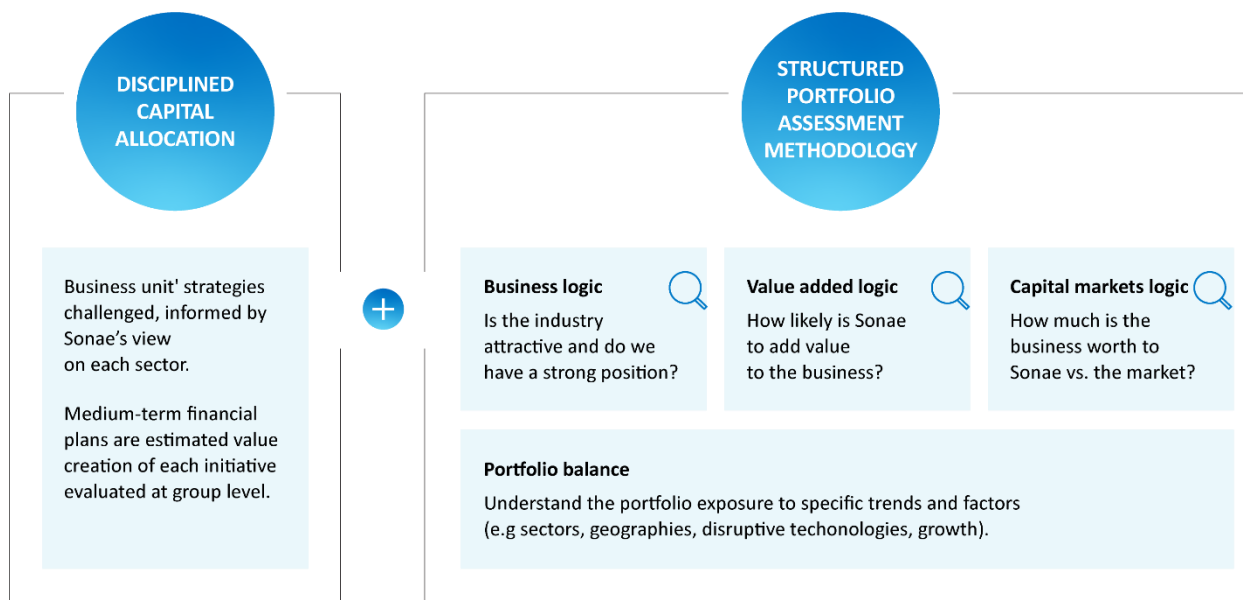 DISCIPLINED
CAPITAL
ALLOCATION
Business unit' strategies
challenged, informed by
Sonae’s view
on each sector.
Medium-term financial
plans are estimated value
creation of each initiative
evaluated at group level.
+
STRUCTURED
PORTFOLIO
ASSESSMENT
METHODOLOGY
Business logic
Is the industry
attractive and do we
have a strong position?
Value added logic
How likely is Sonae
to add value
to the business?
Capital markets logic
How much is the
business worth to
Sonae vs. the market?
Portfolio balance
Understand the portfolio exposure to specific trends and factors
(e.g sectors, geographies, disruptive techonologies, growth).